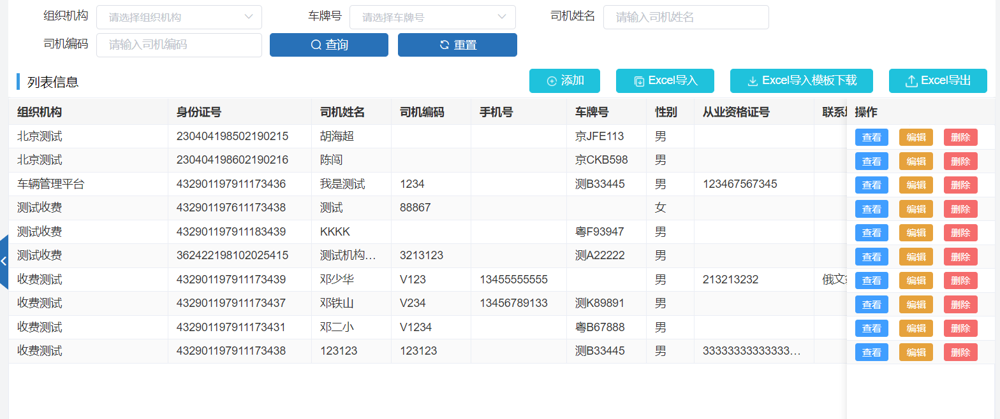 组织机构 请选择组织机构 车牌号 请选择车牌号 司机姓名 请输入司机姓名
司机编码 请输入司机编码 查询 重置
列表信息 添加 Excel导入 Excel导入模板下载 Excel导出
组织机构 身份证号 司机姓名 司机编码 手机号 车牌号 性别 从业资格证号 联系 操作
北京测试 230404198502190215 胡海超 京JFE113 男 查看 编辑 删除
北京测试 230404198602190216 陈闯 京CKB598 男 查看 编辑 删除
车辆管理平台 432901197911173436 我是测试 1234 测B33445 男 123467567345 查看 编辑 删除
测试收费 432901197611173438 测试 88867 女 查看 编辑 删除
测试收费 432901197911183439 KKKK 粤F93947 男 查看 编辑 删除
测试收费 362422198102025415 测试机构... 3213123 测A22222 男 查看 编辑 删除
收费测试 432901197911173439 邓少华 V123 13455555555 男 213213232 俄文 查看 编辑 删除
收费测试 432901197911173437 邓铁山 V234 13456789133 测K89891 男 查看 编辑 删除
收费测试 432901197911173431 邓二小 V1234 粤B67888 男 查看 编辑 删除
收费测试 432901197911173438 123123 123123 测B33445 男 33333333333333... 查看 编辑 删除